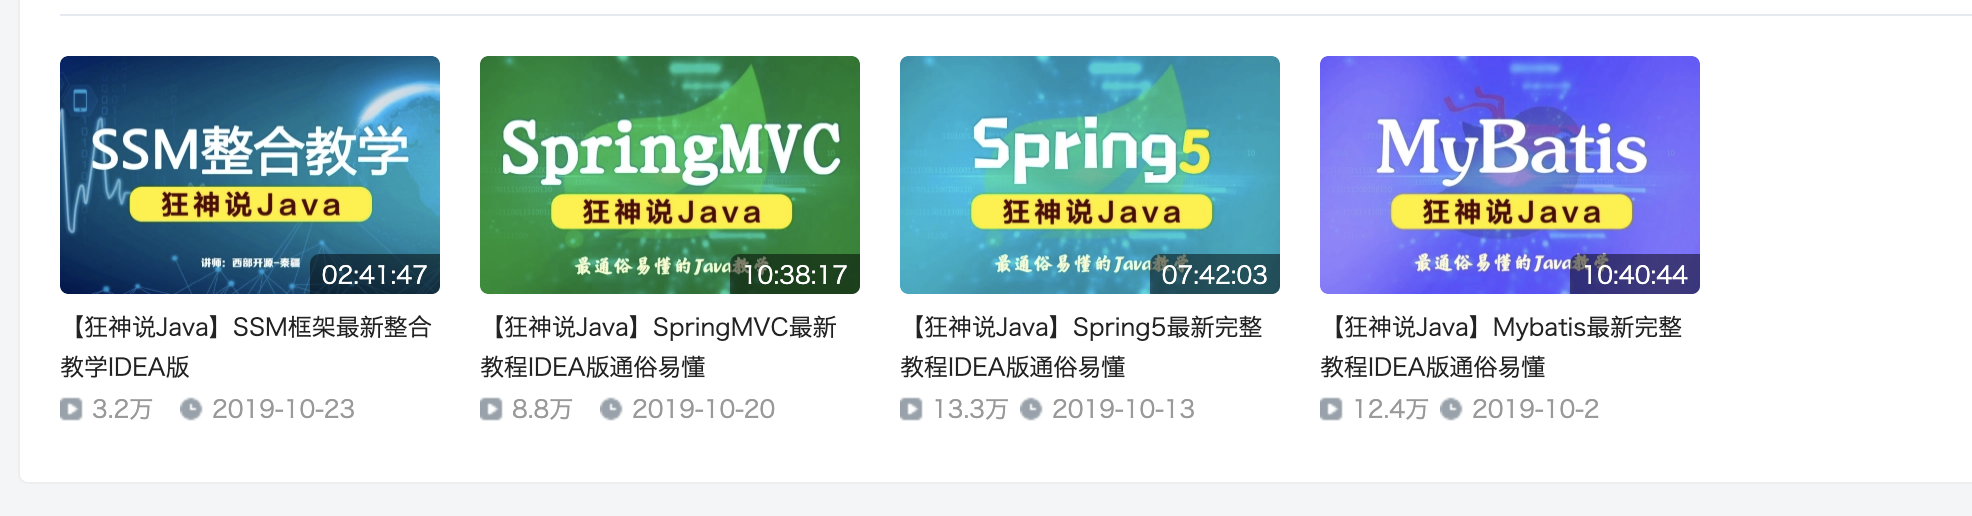 SSM整合教学
狂神说Java
讲师：西部开源-秦疆
02:41:47
【狂神说Java】SSM框架最新整合
教学IDEA版
3.2万 2019-10-23
SpringMVC
狂神说Java
最通俗易懂的Java教学
10:38:17
【狂神说Java】SpringMVC最新
教程IDEA版通俗易懂
8.8万 2019-10-20
Spring5
狂神说Java
最通俗易懂的Java教学
07:42:03
【狂神说Java】Spring5最新完整
教程IDEA版通俗易懂
13.3万 2019-10-13
MyBatis
狂神说Java
最通俗易懂的Java教学
10:40:44
【狂神说Java】Mybatis最新完整
教程IDEA版通俗易懂
12.4万 2019-10-2